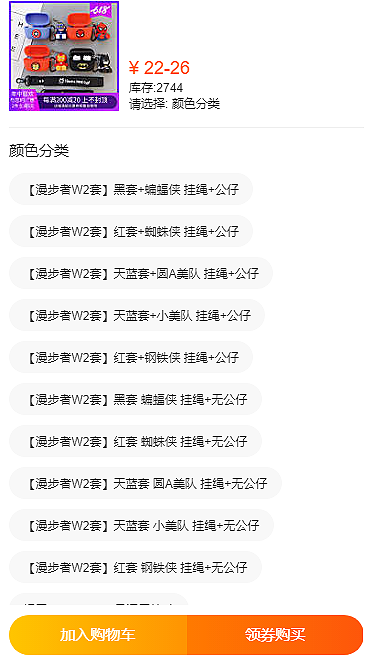 618
¥ 22-26
库存:2744
请选择: 颜色分类
每满200减20 上不封顶
颜色分类
【漫步者W2套】黑套+蝙蝠侠 挂绳+公仔
【漫步者W2套】红套+蜘蛛侠 挂绳+公仔
【漫步者W2套】天蓝套+圆A美队 挂绳+公仔
【漫步者W2套】天蓝套+小美队 挂绳+公仔
【漫步者W2套】红套+钢铁侠 挂绳+公仔
【漫步者W2套】黑套 蝙蝠侠 挂绳+无公仔
【漫步者W2套】红套 蜘蛛侠 挂绳+无公仔
【漫步者W2套】天蓝套 圆A美队 挂绳+无公仔
【漫步者W2套】天蓝套 小美队 挂绳+无公仔
【漫步者W2套】红套 钢铁侠 挂绳+无公仔
加入购物车
领券购买